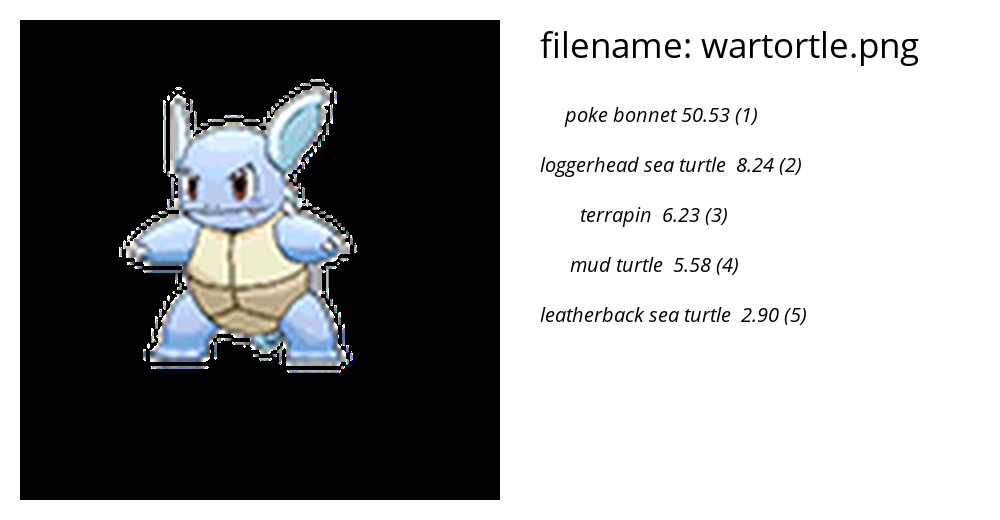 filename: wartortle.png
poke bonnet 50.53 (1)
loggerhead sea turtle 8.24 (2)
terrapin 6.23 (3)
mud turtle 5.58 (4)
leatherback sea turtle 2.90 (5)